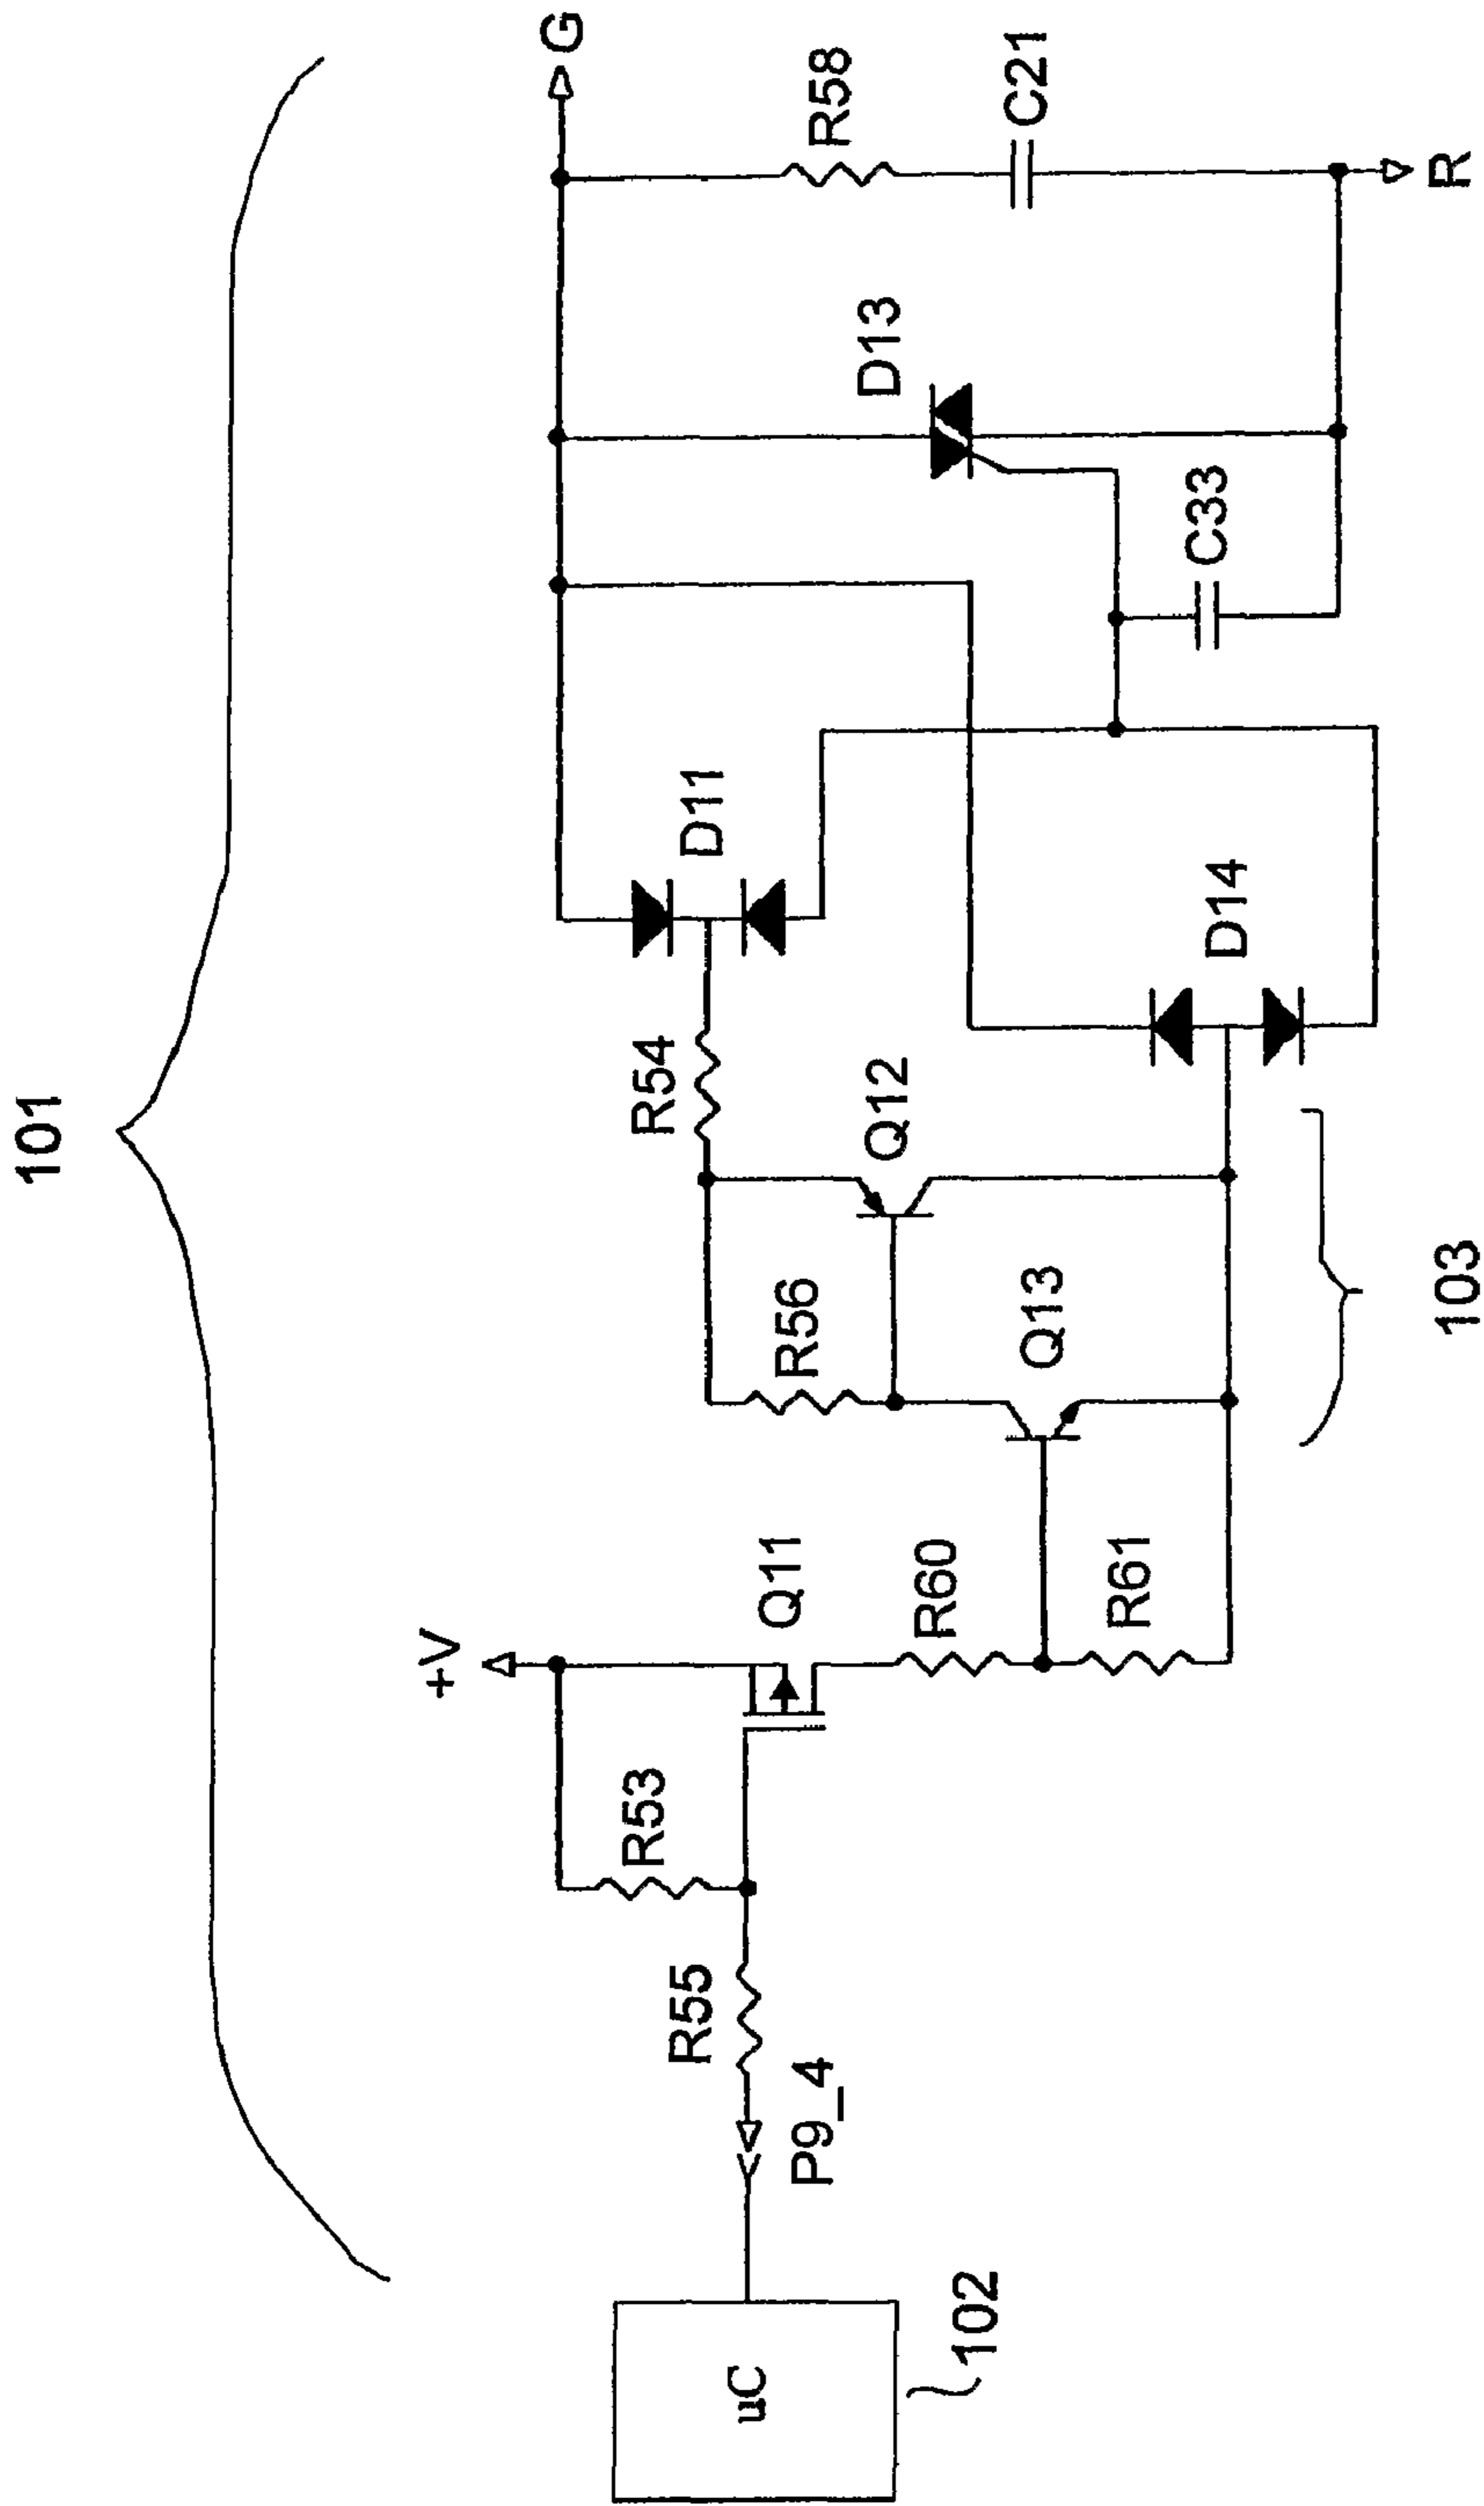 101
+V
G
R53
R55
P9_4
uC
102
Q11
R60
R61
R56
Q13
Q12
R54
D11
D14
103
C33
D13
R58
C21
R